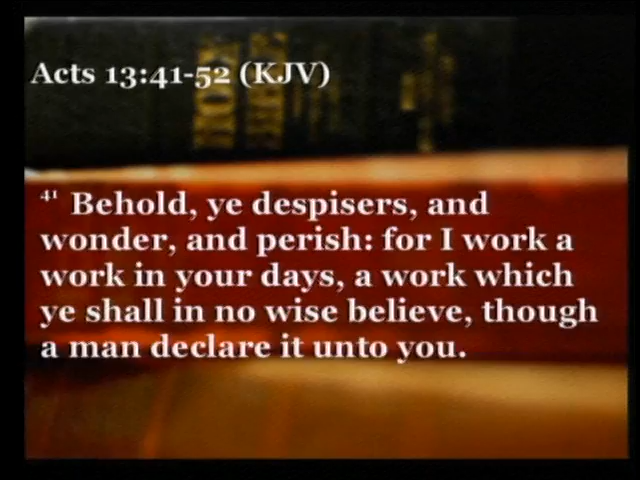 Acts 13:41-52 (KJV)
41 Behold, ye despisers, and
wonder, and perish: for I work a
work in your days, a work which
ye shall in no wise believe, though
a man declare it unto you.